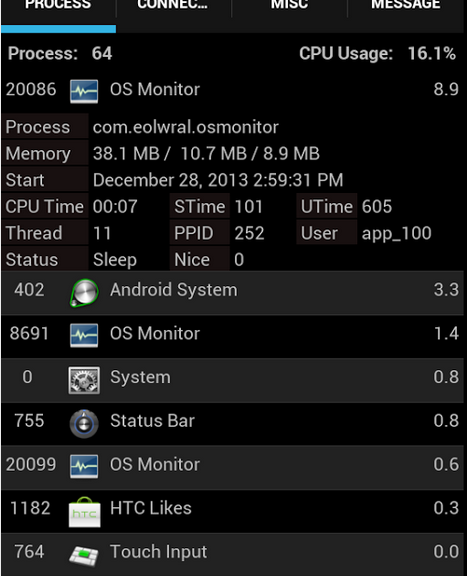 PROCESS CONNEC... MISC MESSAGE
Process: 64 CPU Usage: 16.1%
20086 OS Monitor 8.9
Process com.eolwral.osmonitor
Memory 38.1 MB / 10.7 MB / 8.9 MB
Start December 28, 2013 2:59:31 PM
CPU Time 00:07 STime 101 UTime 605
Thread 11 PPID 252 User app_100
Status Sleep Nice 0
402 Android System 3.3
8691 OS Monitor 1.4
0 System 0.8
755 Status Bar 0.8
20099 OS Monitor 0.6
1182 hTC HTC Likes 0.3
764 Touch Input 0.0